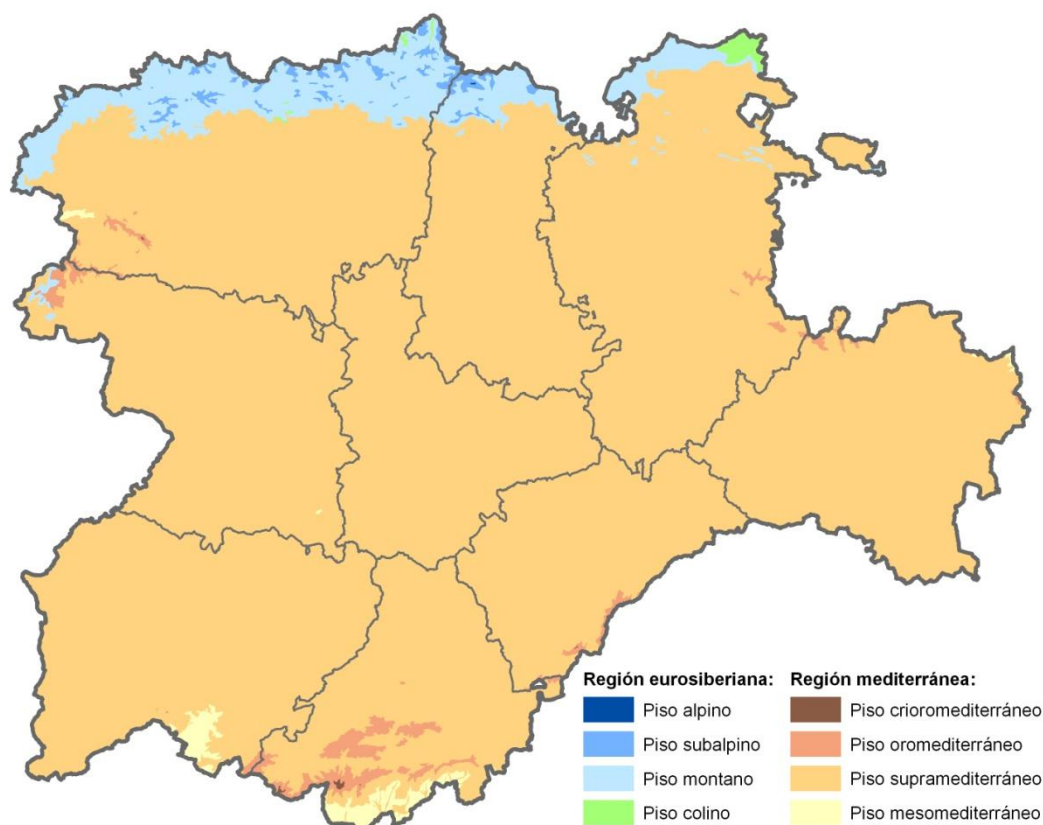 Región eurosiberiana:
Piso alpino
Piso subalpino
Piso montano
Piso colino
Región mediterránea:
Piso crioromediterráneo
Piso oromediterráneo
Piso supramediterráneo
Piso mesomediterráneo